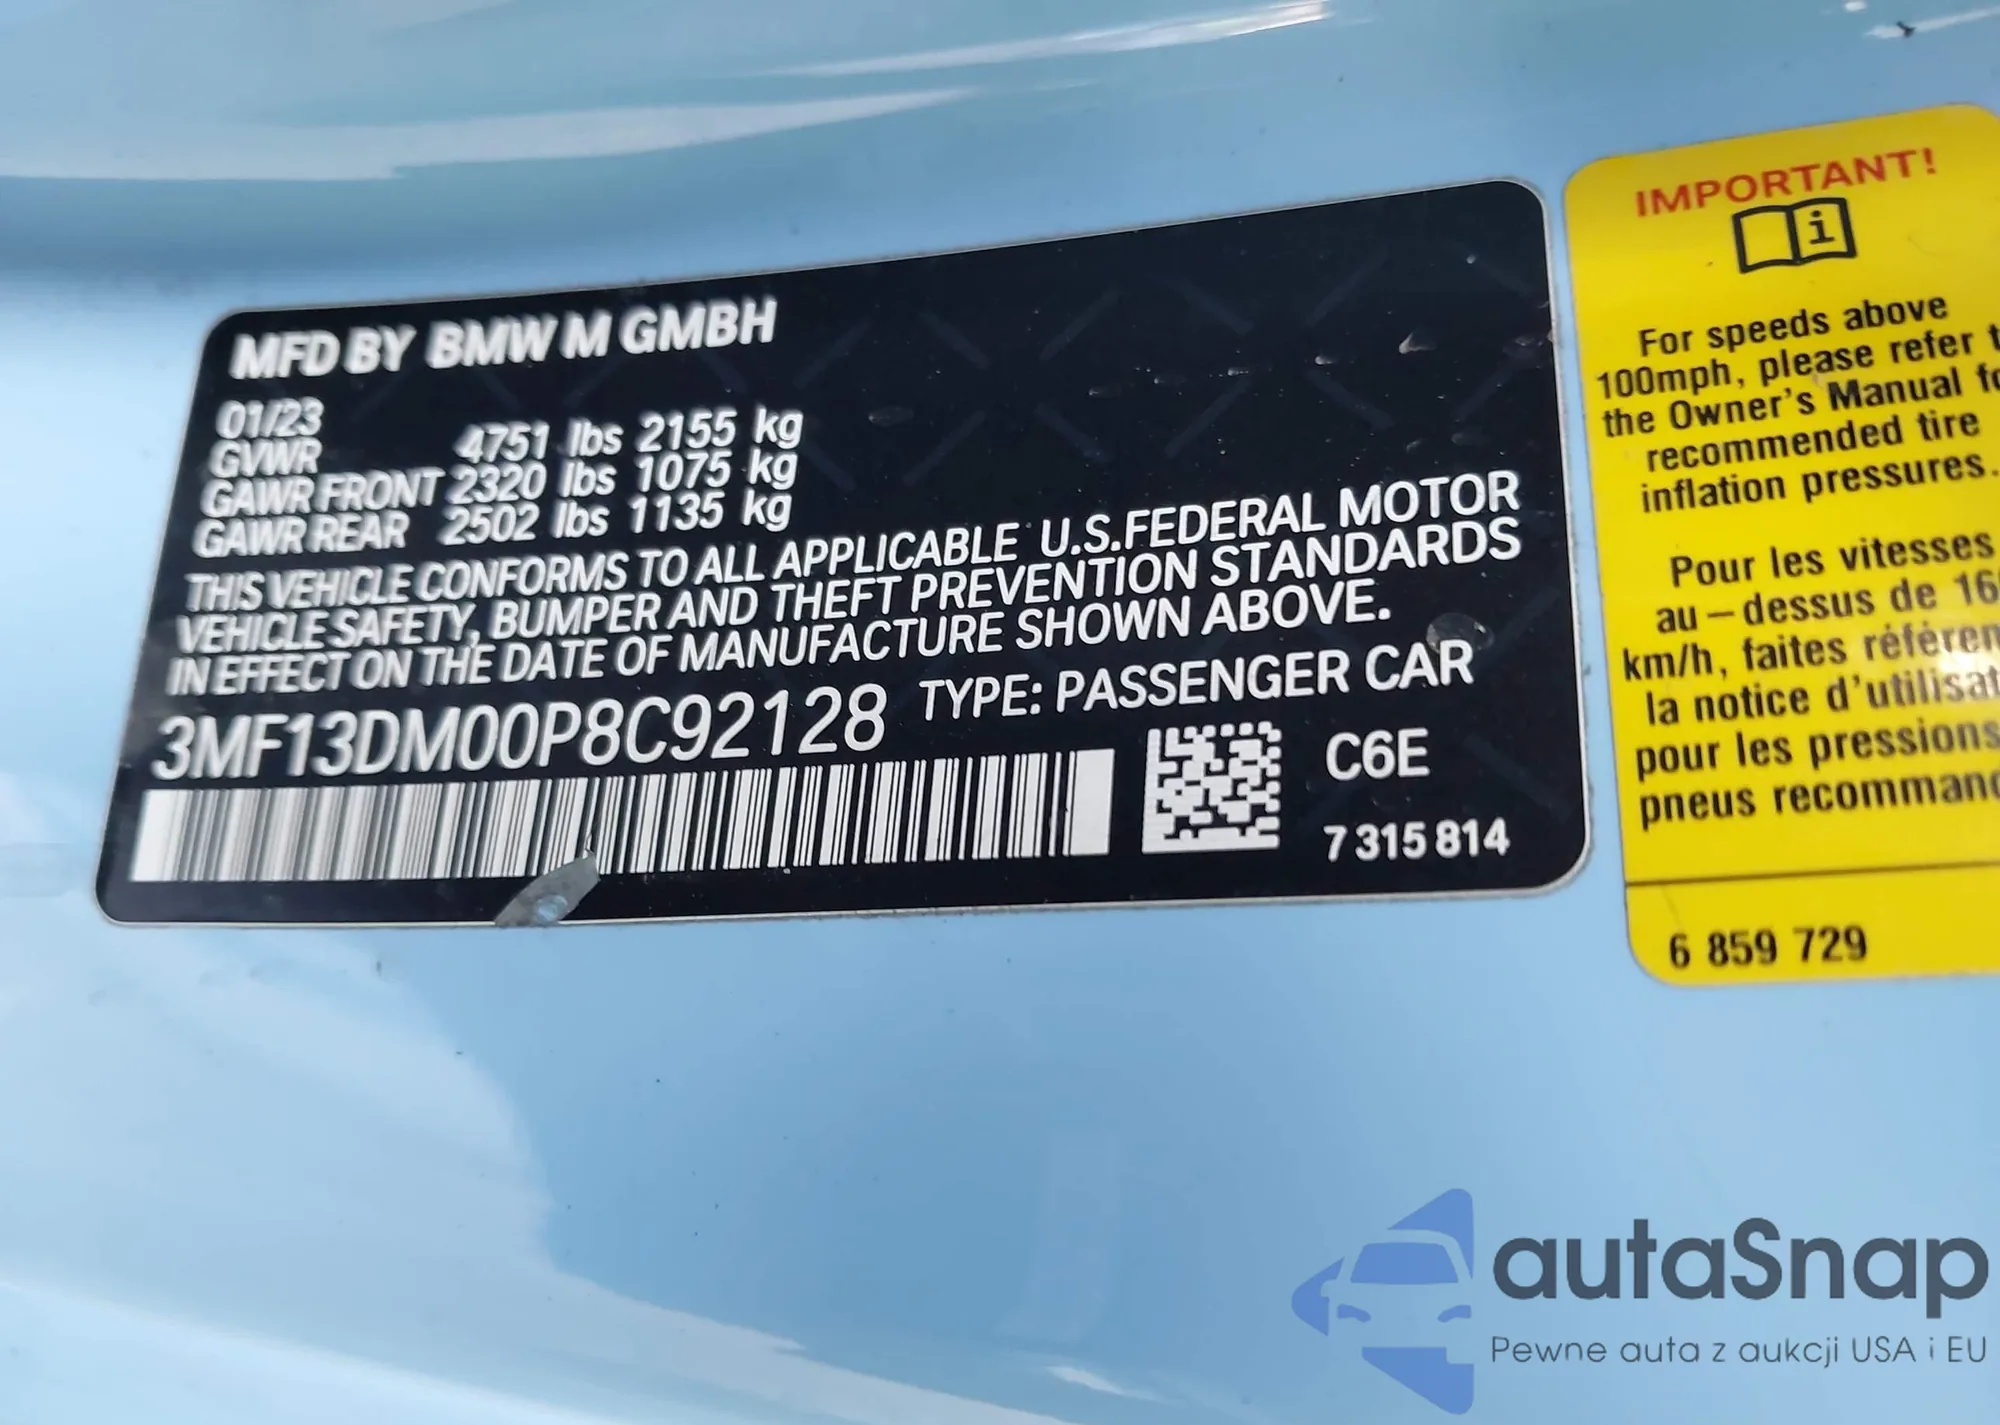 MFD BY BMW M GMBH
01/23
GVWR 4751 lbs 2155 kg
GAWR FRONT 2320 lbs 1075 kg
GAWR REAR 2502 lbs 1135 kg
THIS VEHICLE CONFORMS TO ALL APPLICABLE U.S.FEDERAL MOTOR
VEHICLE SAFETY, BUMPER AND THEFT PREVENTION STANDARDS
IN EFFECT ON THE DATE OF MANUFACTURE SHOWN ABOVE.
3MF13DM00P8C92128 TYPE: PASSENGER CAR
C6E
7 315 814
IMPORTANT!
i
For speeds above
100mph, please refer
the Owner's Manual
recommended tire
inflation pressures.
Pour les vitesses
au-dessus de
km/h, faites
la notice
pour les pressions
pneus
6 859 729
autaSnap
Pewne auta z aukcji USA i EU